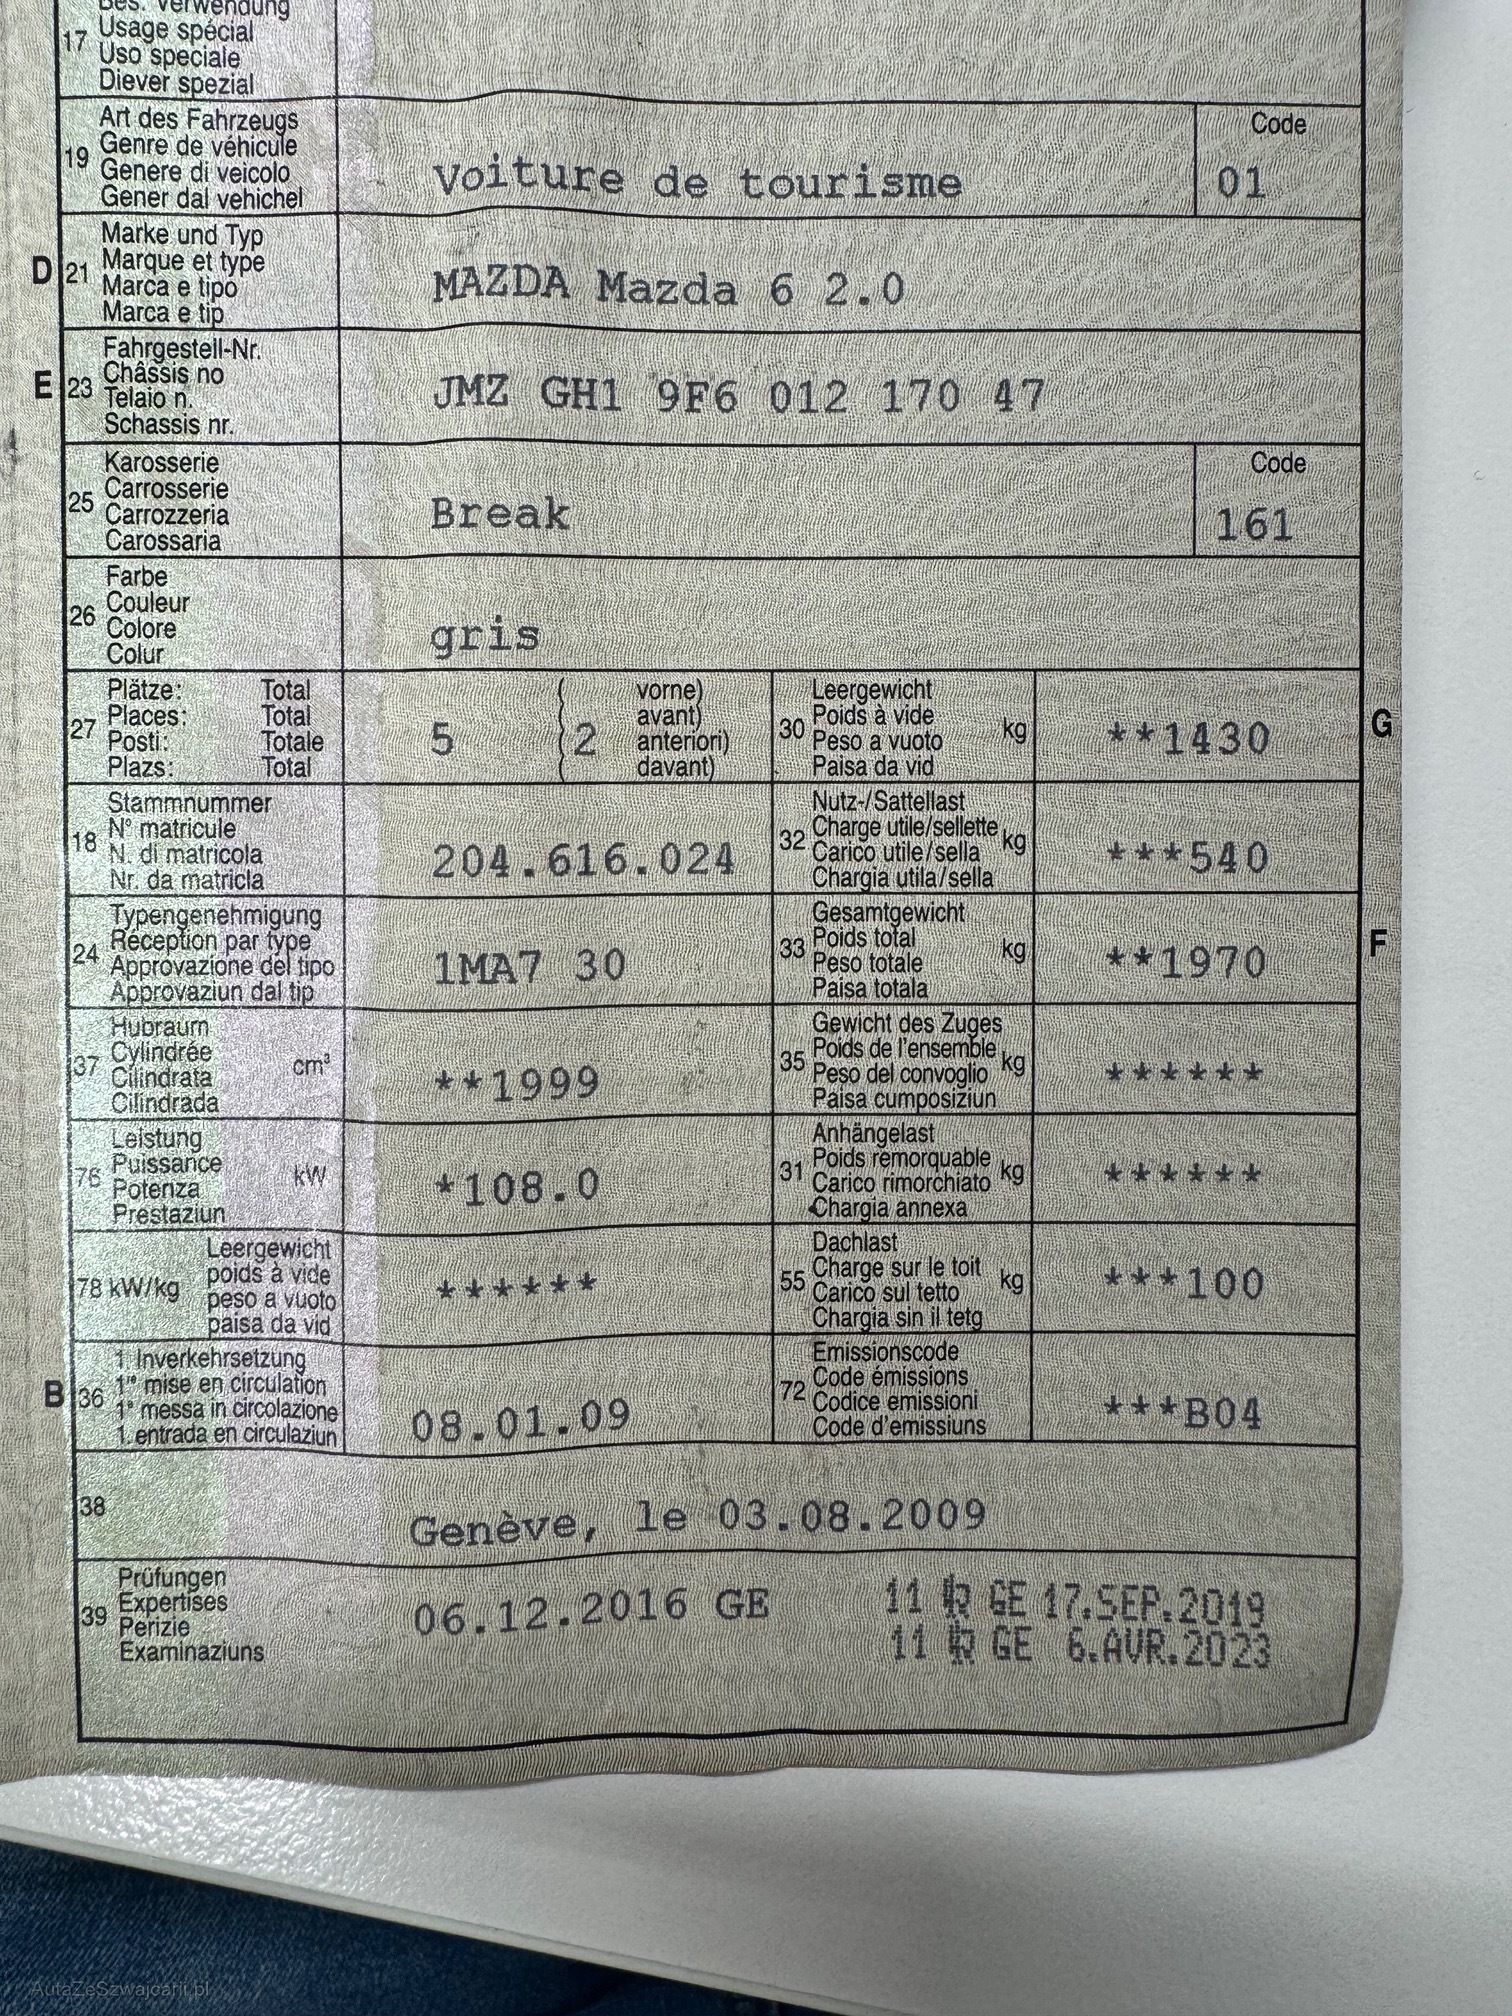 Bes. Verwendung
17 Usage spécial
Uso speciale
Diever spezial
Art des Fahrzeugs
19 Genre de véhicule
Genere di veicolo
Gener dal vehichel
Voiture de tourisme
Code
01
Marke und Typ
D 21 Marque et type
Marca e tipo
Marca e tip
MAZDA Mazda 6 2.0
Fahrgestell-Nr.
E 23 Châssis no
Telaio n.
Schassis nr.
JMZ GH1 9F6 012 170 47
Karosserie
25 Carrosserie
Carrozzeria
Carossaria
Break
Code
161
Farbe
26 Couleur
Colore
Colur
gris
Plätze: Total
27 Places: Total
Posti: Totale
Plazs: Total
5 ( 2 vorne)
avant)
anteriori)
davant)
Leergewicht
30 Poids à vide kg
Peso a vuoto
Paisa da vid
**1430
G
Stammnummer
18 N° matricule
N. di matricola
Nr. da matricla
204.616.024
Nutz-/Sattellast
32 Charge utile/sellette kg
Carico utile/sella
Chargia utila/sella
***540
Typengenehmigung
24 Réception par type
Approvazione del tipo
Approvaziun dal tip
1MA7 30
Gesamtgewicht
33 Poids total kg
Peso totale
Paisa totala
**1970
F
Hubraum
37 Cylindrée cm³
Cilindrata
Cilindrada
**1999
Gewicht des Zuges
35 Poids de l'ensemble kg
Peso del convoglio
Paisa cumposiziun
******
Leistung
76 Puissance kW
Potenza
Prestaziun
*108.0
Anhängelast
31 Poids remorquable kg
Carico rimorchiato
Chargia annexa
******
Leergewicht
78 kW/kg poids à vide
peso a vuoto
paisa da vid
******
Dachlast
55 Charge sur le toit kg
Carico sul tetto
Chargia sin il tetg
***100
1. Inverkehrsetzung
B 36 1re mise en circulation
1a messa in circolazione
1. entrada en circulaziun
08.01.09
Emissionscode
72 Code émissions
Codice emissioni
Code d'emissiuns
***B04
38
Genève, le 03.08.2009
Prüfungen
39 Expertises
Perizie
Examinaziuns
06.12.2016 GE
11 GE 17.SEP.2019
11 GE 6.AVR.2023
AutaZeSzwajcarii.pl